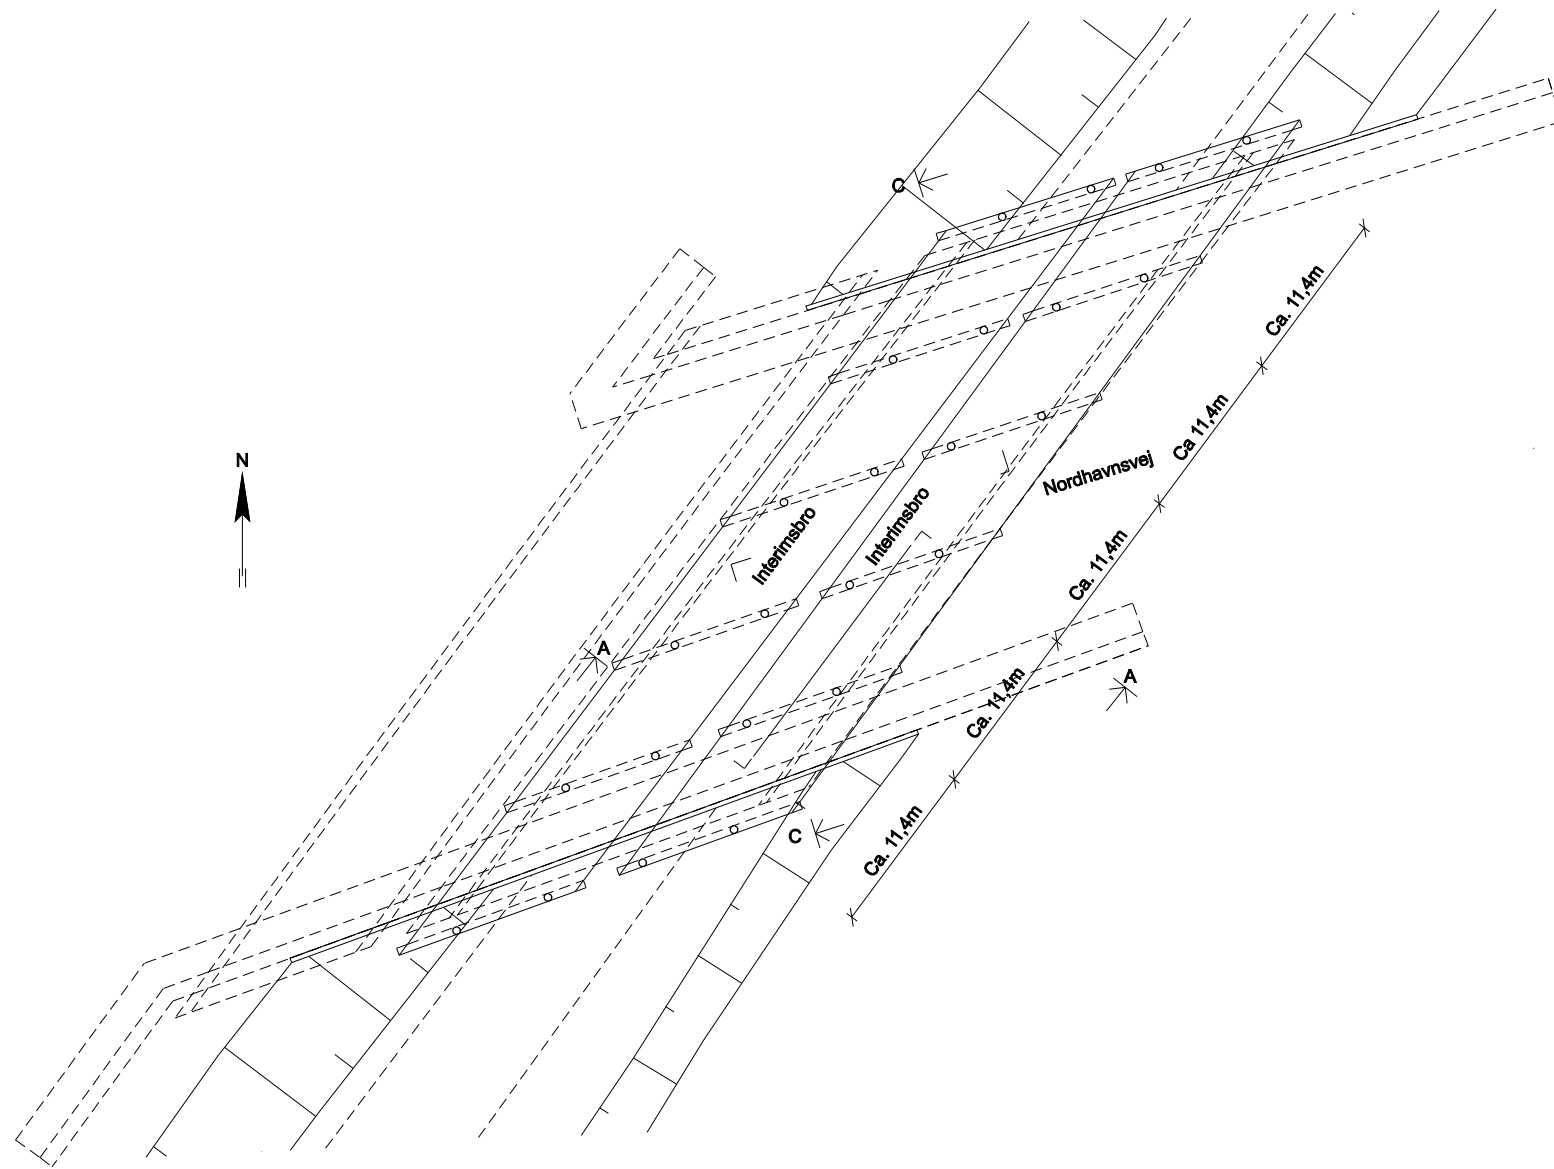 C
Ca. 11,4m
Ca 11,4m
N
Nordhavnsvej
Interimsbro
Interimsbro
Ca. 11,4m
A
A
Ca. 11,4m
C
Ca. 11,4m